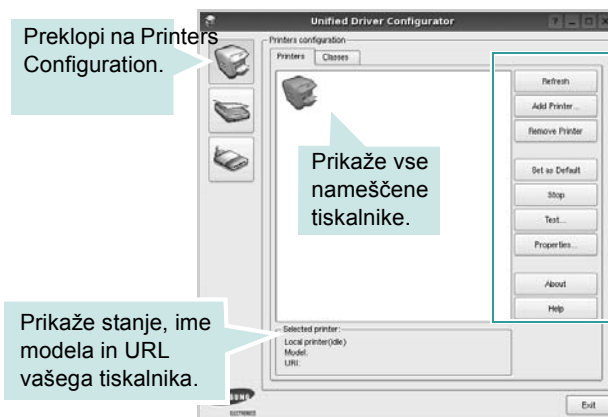 Unified Driver Configurator
Preklopi na Printers
Configuration.
Printers configuration
Printers
Classes
Refresh
Add Printer...
Remove Printer
Set as Default
Stop
Test...
Properties...
About
Help
Prikaže vse
nameščene
tiskalnike.
Prikaže stanje, ime
modela in URL
vašega tiskalnika.
Selected printer:
Local printer(idle)
Model:
URI:
ELECTRONICS
Exit